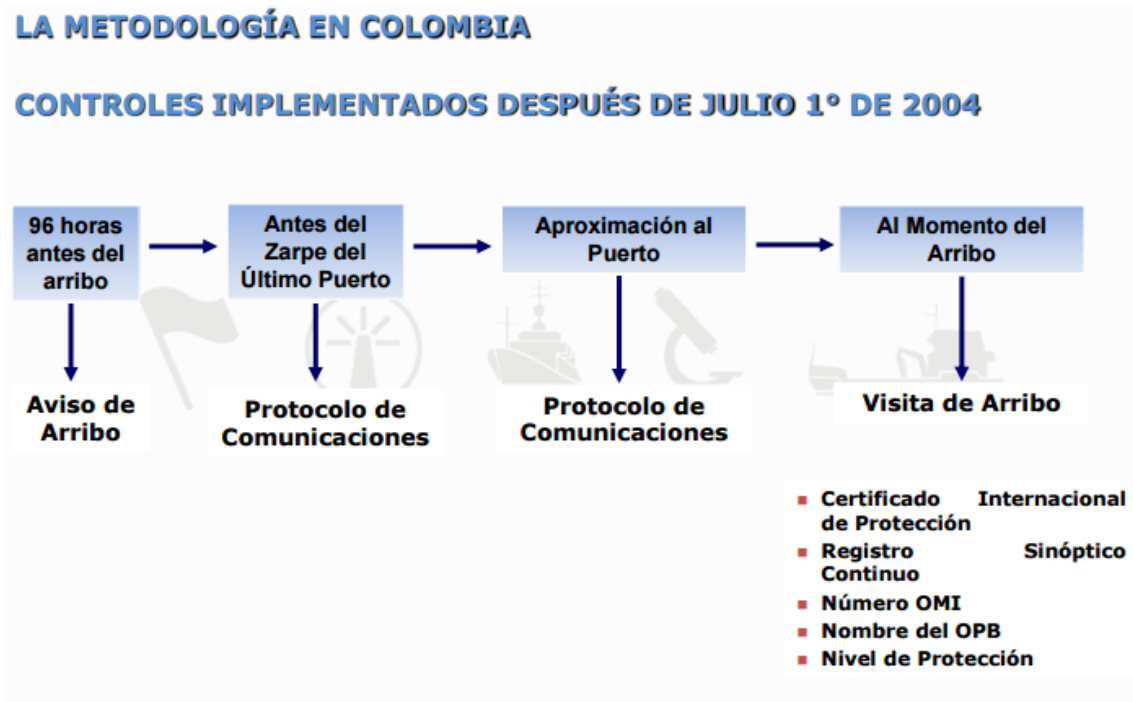 LA METODOLOGÍA EN COLOMBIA
CONTROLES IMPLEMENTADOS DESPUÉS DE JULIO 1° DE 2004
96 horas
antes del
arribo
Antes del
Zarpe del
Último Puerto
Aproximación al
Puerto
Al Momento del
Arribo
Aviso de
Arribo
Protocolo de
Comunicaciones
Protocolo de
Comunicaciones
Visita de Arribo
Certificado Internacional
de Protección
Registro Sinóptico
Continuo
Número OMI
Nombre del OPB
Nivel de Protección